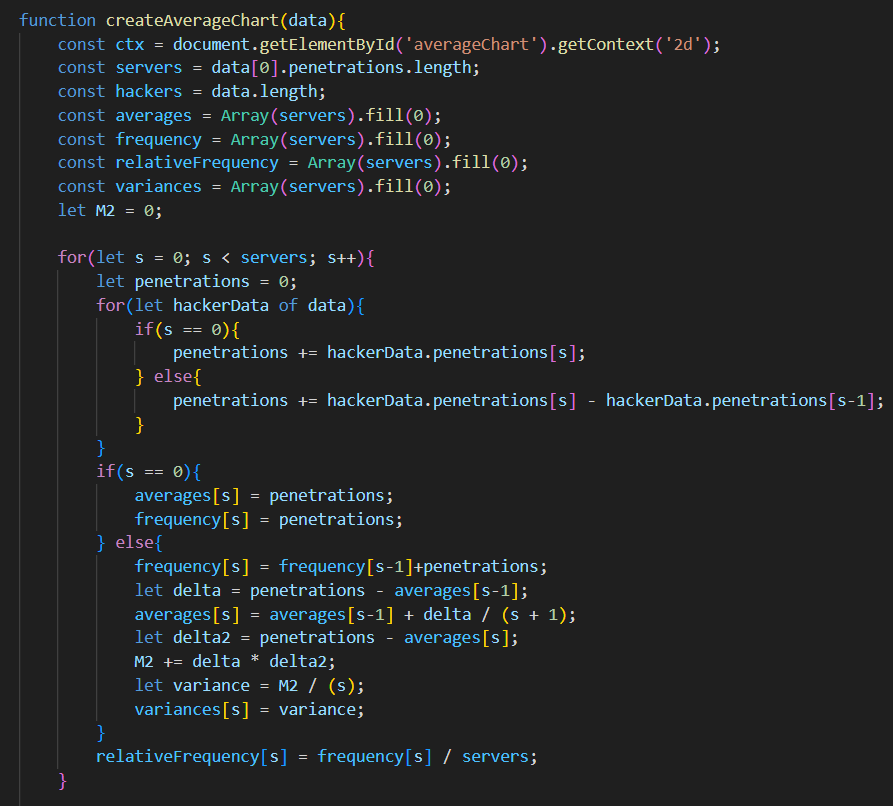 function createAverageChart(data){
    const ctx = document.getElementById('averageChart').getContext('2d');
    const servers = data[0].penetrations.length;
    const hackers = data.length;
    const averages = Array(servers).fill(0);
    const frequency = Array(servers).fill(0);
    const relativeFrequency = Array(servers).fill(0);
    const variances = Array(servers).fill(0);
    let M2 = 0;

    for(let s = 0; s < servers; s++){
        let penetrations = 0;
        for(let hackerData of data){
            if(s == 0){
                penetrations += hackerData.penetrations[s];
            } else{
                penetrations += hackerData.penetrations[s] - hackerData.penetrations[s-1];
            }
        }
        if(s == 0){
            averages[s] = penetrations;
            frequency[s] = penetrations;
        } else{
            frequency[s] = frequency[s-1]+penetrations;
            let delta = penetrations - averages[s-1];
            averages[s] = averages[s-1] + delta / (s + 1);
            let delta2 = penetrations - averages[s];
            M2 += delta * delta2;
            let variance = M2 / (s);
            variances[s] = variance;
        }
        relativeFrequency[s] = frequency[s] / servers;
    }